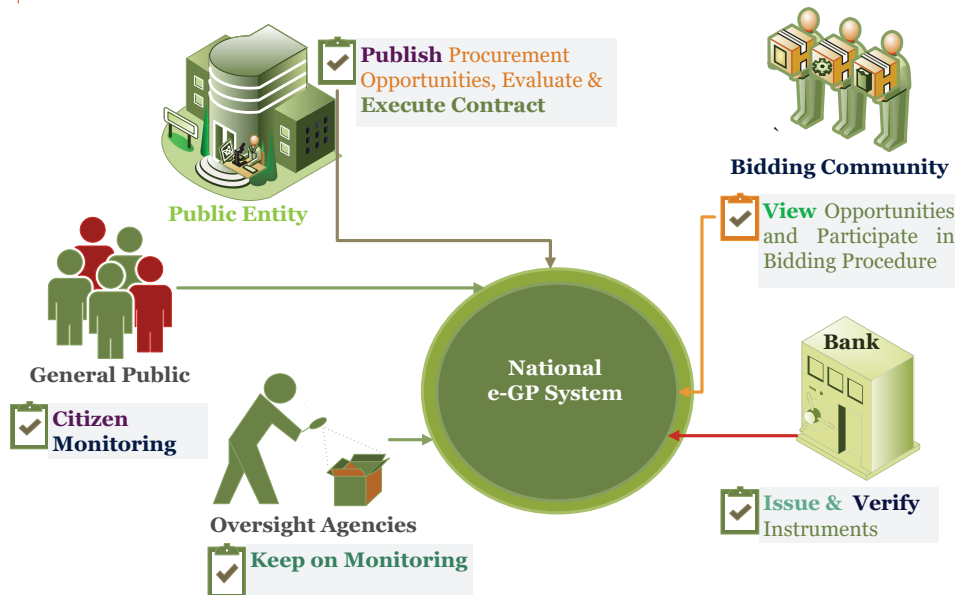 Publish Procurement
Opportunities, Evaluate &
Execute Contract
Public Entity
`
Bidding Community
View Opportunities
and Participate in
Bidding Procedure
General Public
Citizen
Monitoring
National
e-GP System
Bank
Issue & Verify
Instruments
Oversight Agencies
Keep on Monitoring